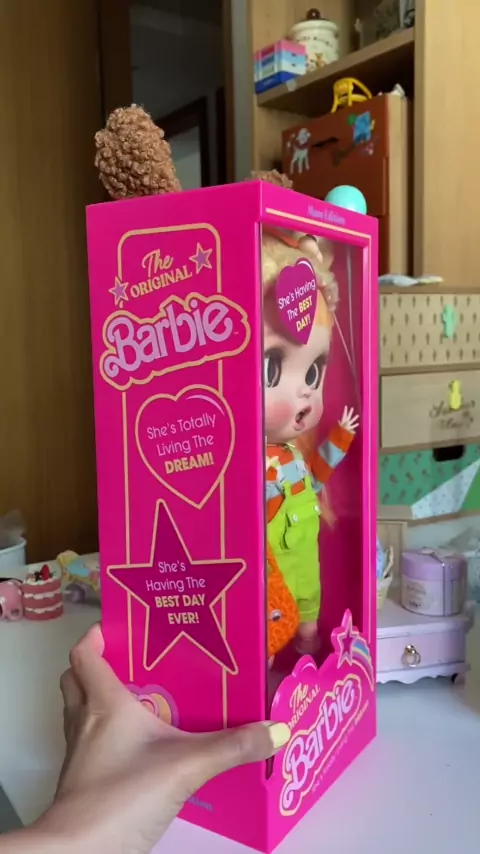 The
ORIGINAL
Barbie
She's Totally
Living The
DREAM!
She's
Having The
BEST DAY
EVER!
She's Having
The BEST
DAY!
The
ORIGINAL
Barbie